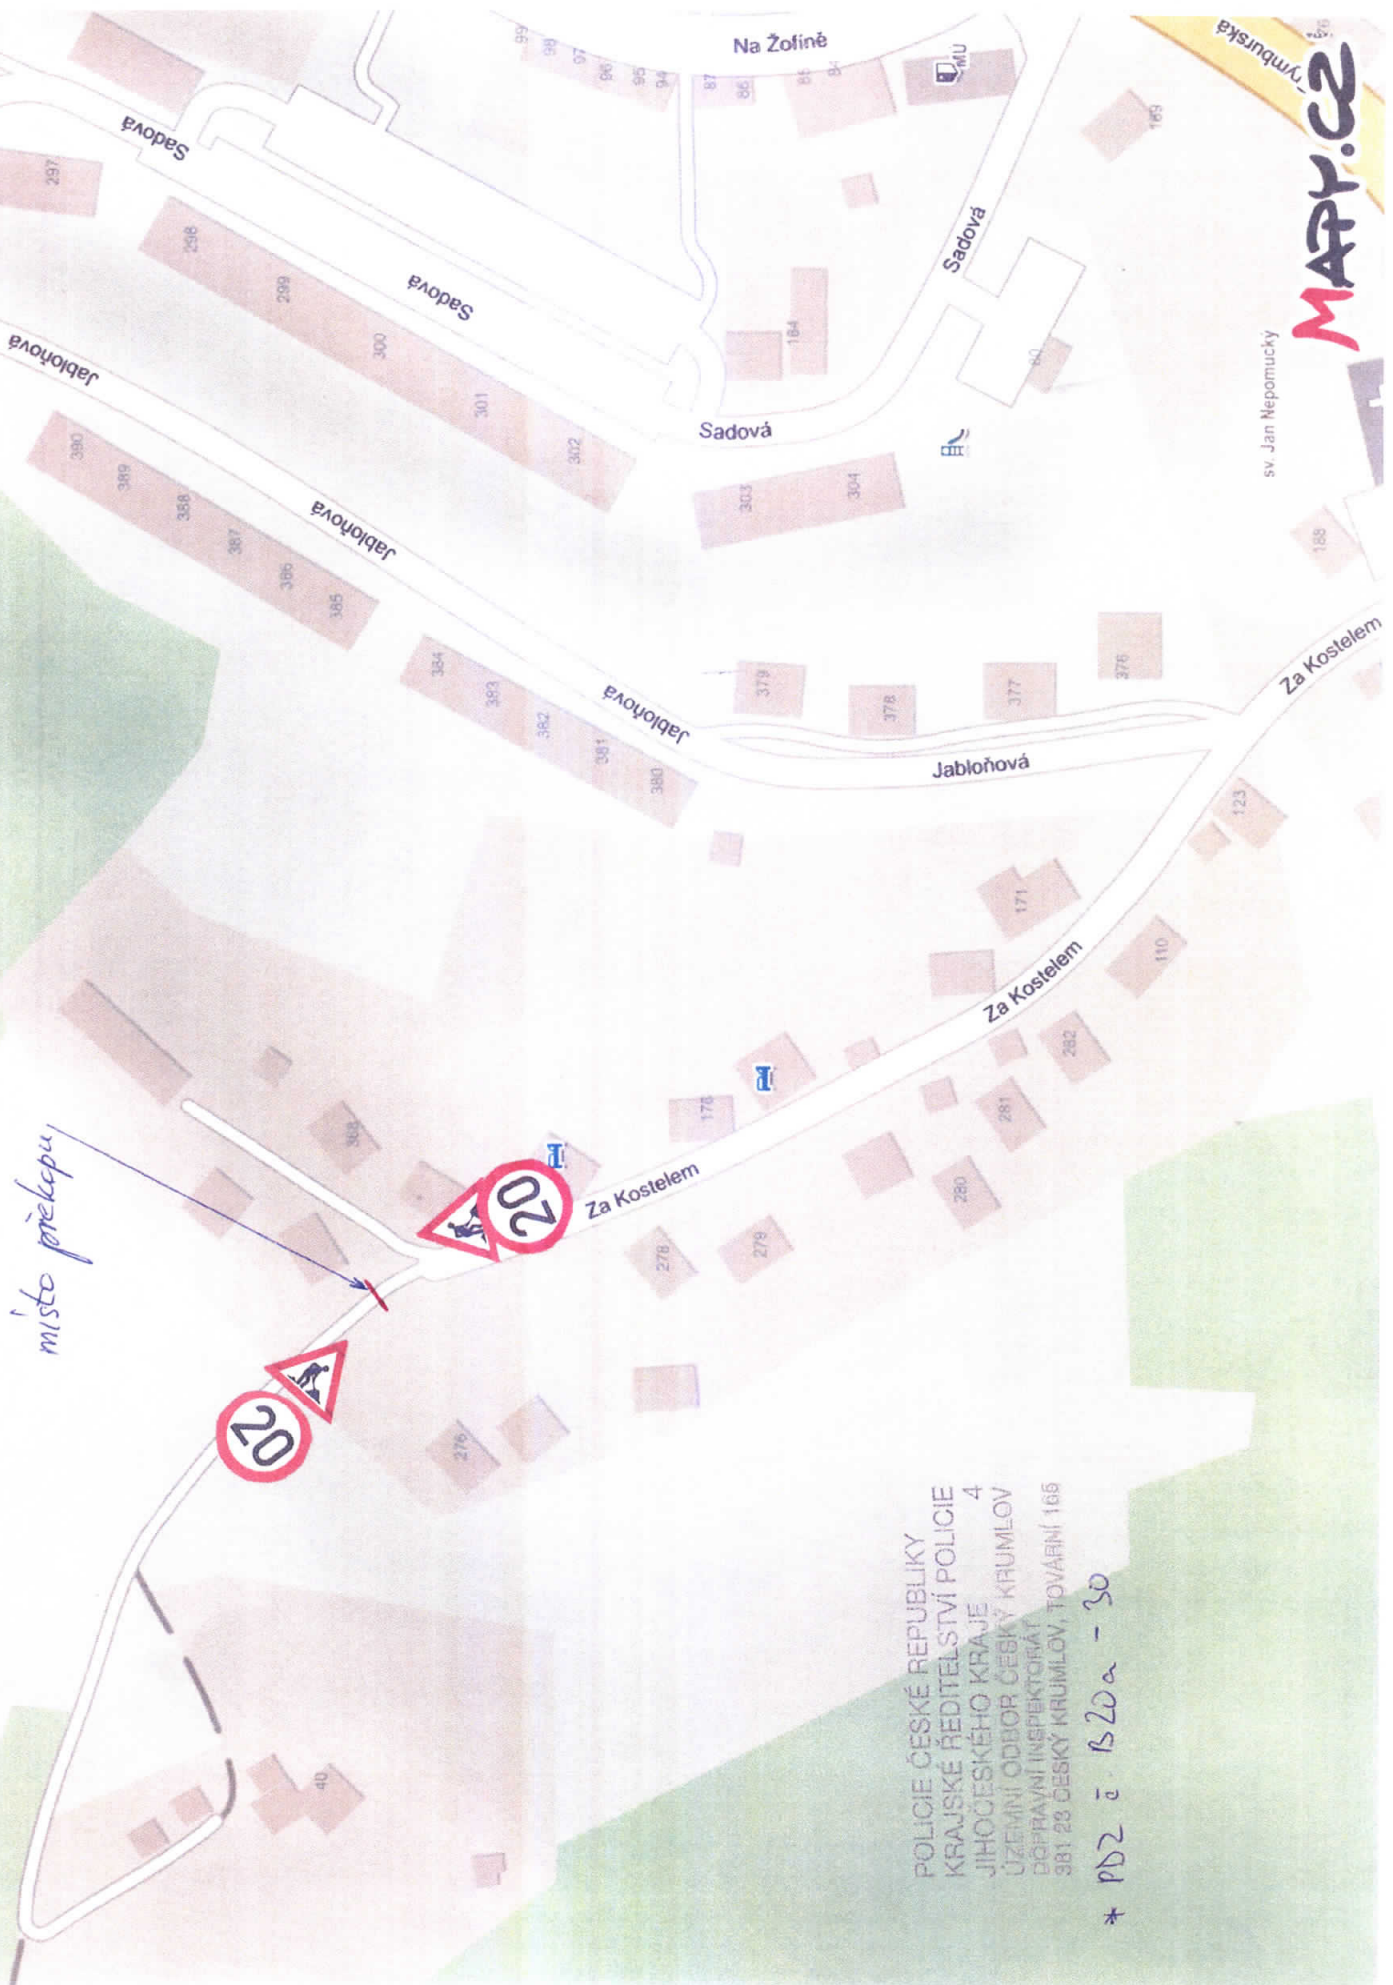 Na Žofíně
MÚ
MAPY.CZ
99
98
97
96
95
94
87
86
85
84
169
297
Sadová
298
299
300
301
302
Sadová
Sadová
184
80
Sadová
303
304
sv. Jan Nepomucký
188
Jabloňová
390
389
388
387
386
385
Jabloňová
384
383
382
381
380
Jabloňová
379
378
377
376
Jabloňová
Za Kostelem
123
171
110
Za Kostelem
282
281
280
176
Za Kostelem
278
279
276
40
místo překopu
20
20
POLICIE ČESKÉ REPUBLIKY
KRAJSKÉ ŘEDITELSTVÍ POLICIE
JIHOČESKÉHO KRAJE 4
ÚZEMNÍ ODBOR ČESKÝ KRUMLOV
DOPRAVNÍ INSPEKTORÁT
381 23 ČESKÝ KRUMLOV, TOVÁRNÍ 165
* PDZ č B20a - 30